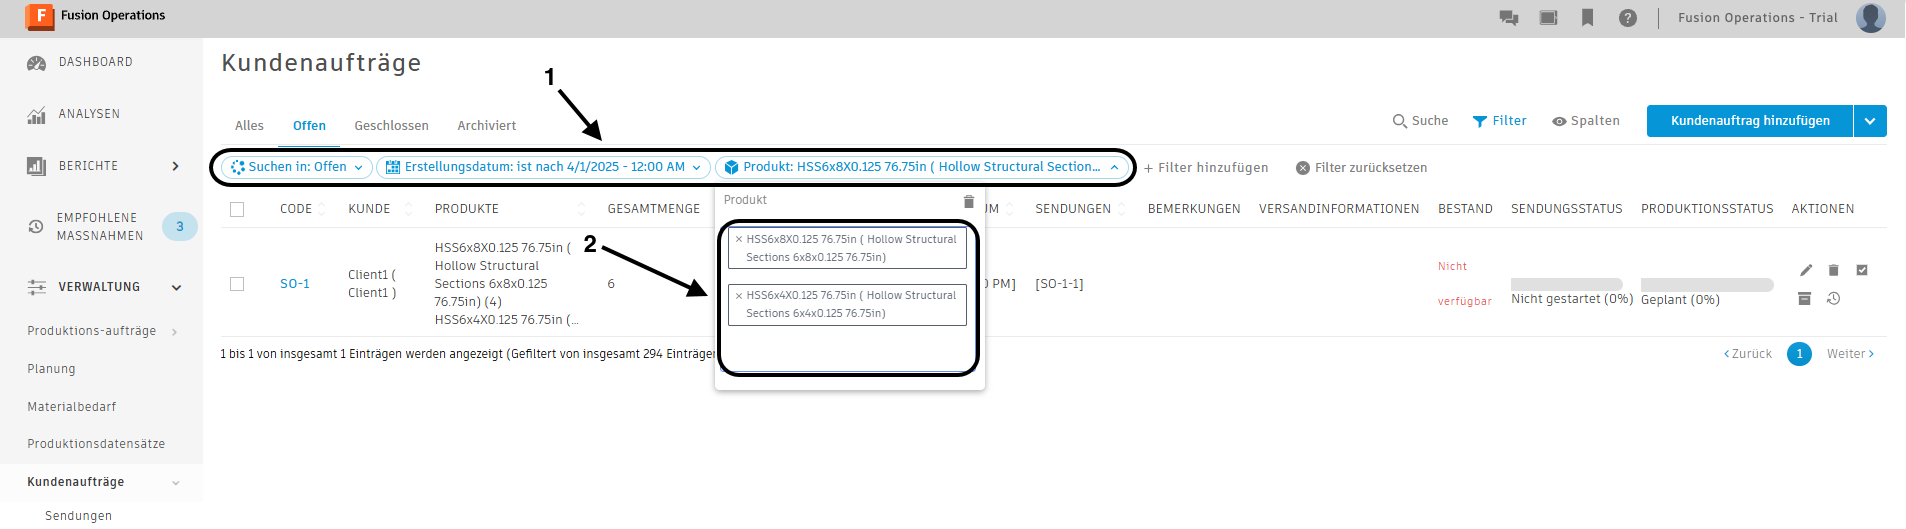 F Fusion Operations
Fusion Operations - Trial
DASHBOARD
ANALYSEN
BERICHTE
EMPFOHLENE
MASSNAHMEN
3
VERWALTUNG
Produktions-aufträge
Planung
Materialbedarf
Produktionsdatensätze
Kundenaufträge
Sendungen
Kundenaufträge
1
Alles Offen Geschlossen Archiviert
Suche Filter Spalten Kundenauftrag hinzufügen
Suchen in: Offen Erstellungsdatum: ist nach 4/1/2025 - 12:00 AM Produkt: HSS6x8X0.125 76.75in ( Hollow Structural Section... + Filter hinzufügen Filter zurücksetzen
CODE KUNDE PRODUKTE GESAMTMENGE UM SENDUNGEN BEMERKUNGEN VERSANDINFORMATIONEN BESTAND SENDUNGSSTATUS PRODUKTIONSSTATUS AKTIONEN
Produkt
2
× HSS6x8X0.125 76.75in ( Hollow Structural
Sections 6x8x0.125 76.75in)
× HSS6x4X0.125 76.75in ( Hollow Structural
Sections 6x4x0.125 76.75in)
SO-1
Client1 (
Client1 )
HSS6x8X0.125 76.75in (
Hollow Structural
Sections 6x8x0.125
76.75in) (4)
HSS6x4X0.125 76.75in (...
6
0 PM]
[SO-1-1]
Nicht
verfügbar
Nicht gestartet (0%)
Geplant (0%)
1 bis 1 von insgesamt 1 Einträgen werden angezeigt (Gefiltert von insgesamt 294 Einträgen
Zurück 1 Weiter